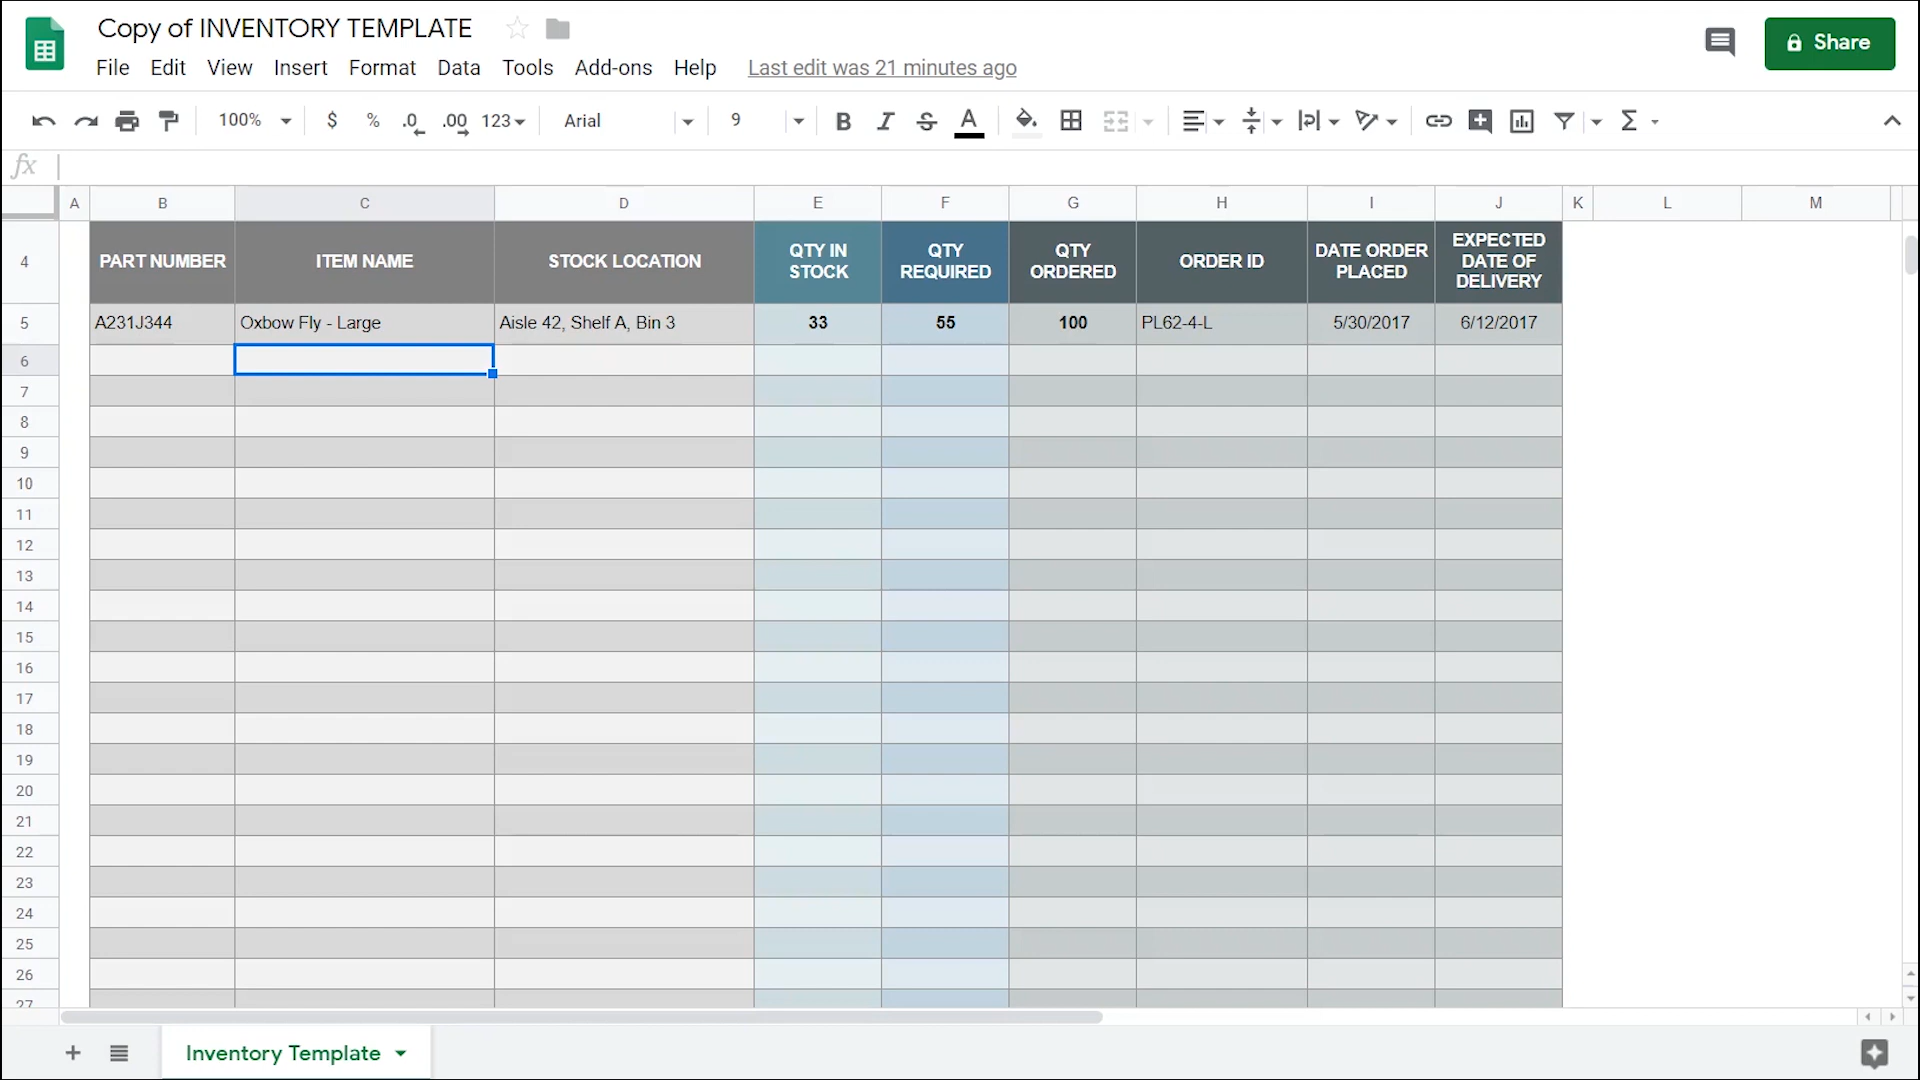 Copy of INVENTORY TEMPLATE
File Edit View Insert Format Data Tools Add-ons Help Last edit was 21 minutes ago
Share
100% $ % .0 .00 123 Arial 9 B I S A Σ
fx
A B C D E F G H I J K L M
4 PART NUMBER ITEM NAME STOCK LOCATION QTY IN STOCK QTY REQUIRED QTY ORDERED ORDER ID DATE ORDER PLACED EXPECTED DATE OF DELIVERY
5 A231J344 Oxbow Fly - Large Aisle 42, Shelf A, Bin 3 33 55 100 PL62-4-L 5/30/2017 6/12/2017
6
7
8
9
10
11
12
13
14
15
16
17
18
19
20
21
22
23
24
25
26
27
Inventory Template